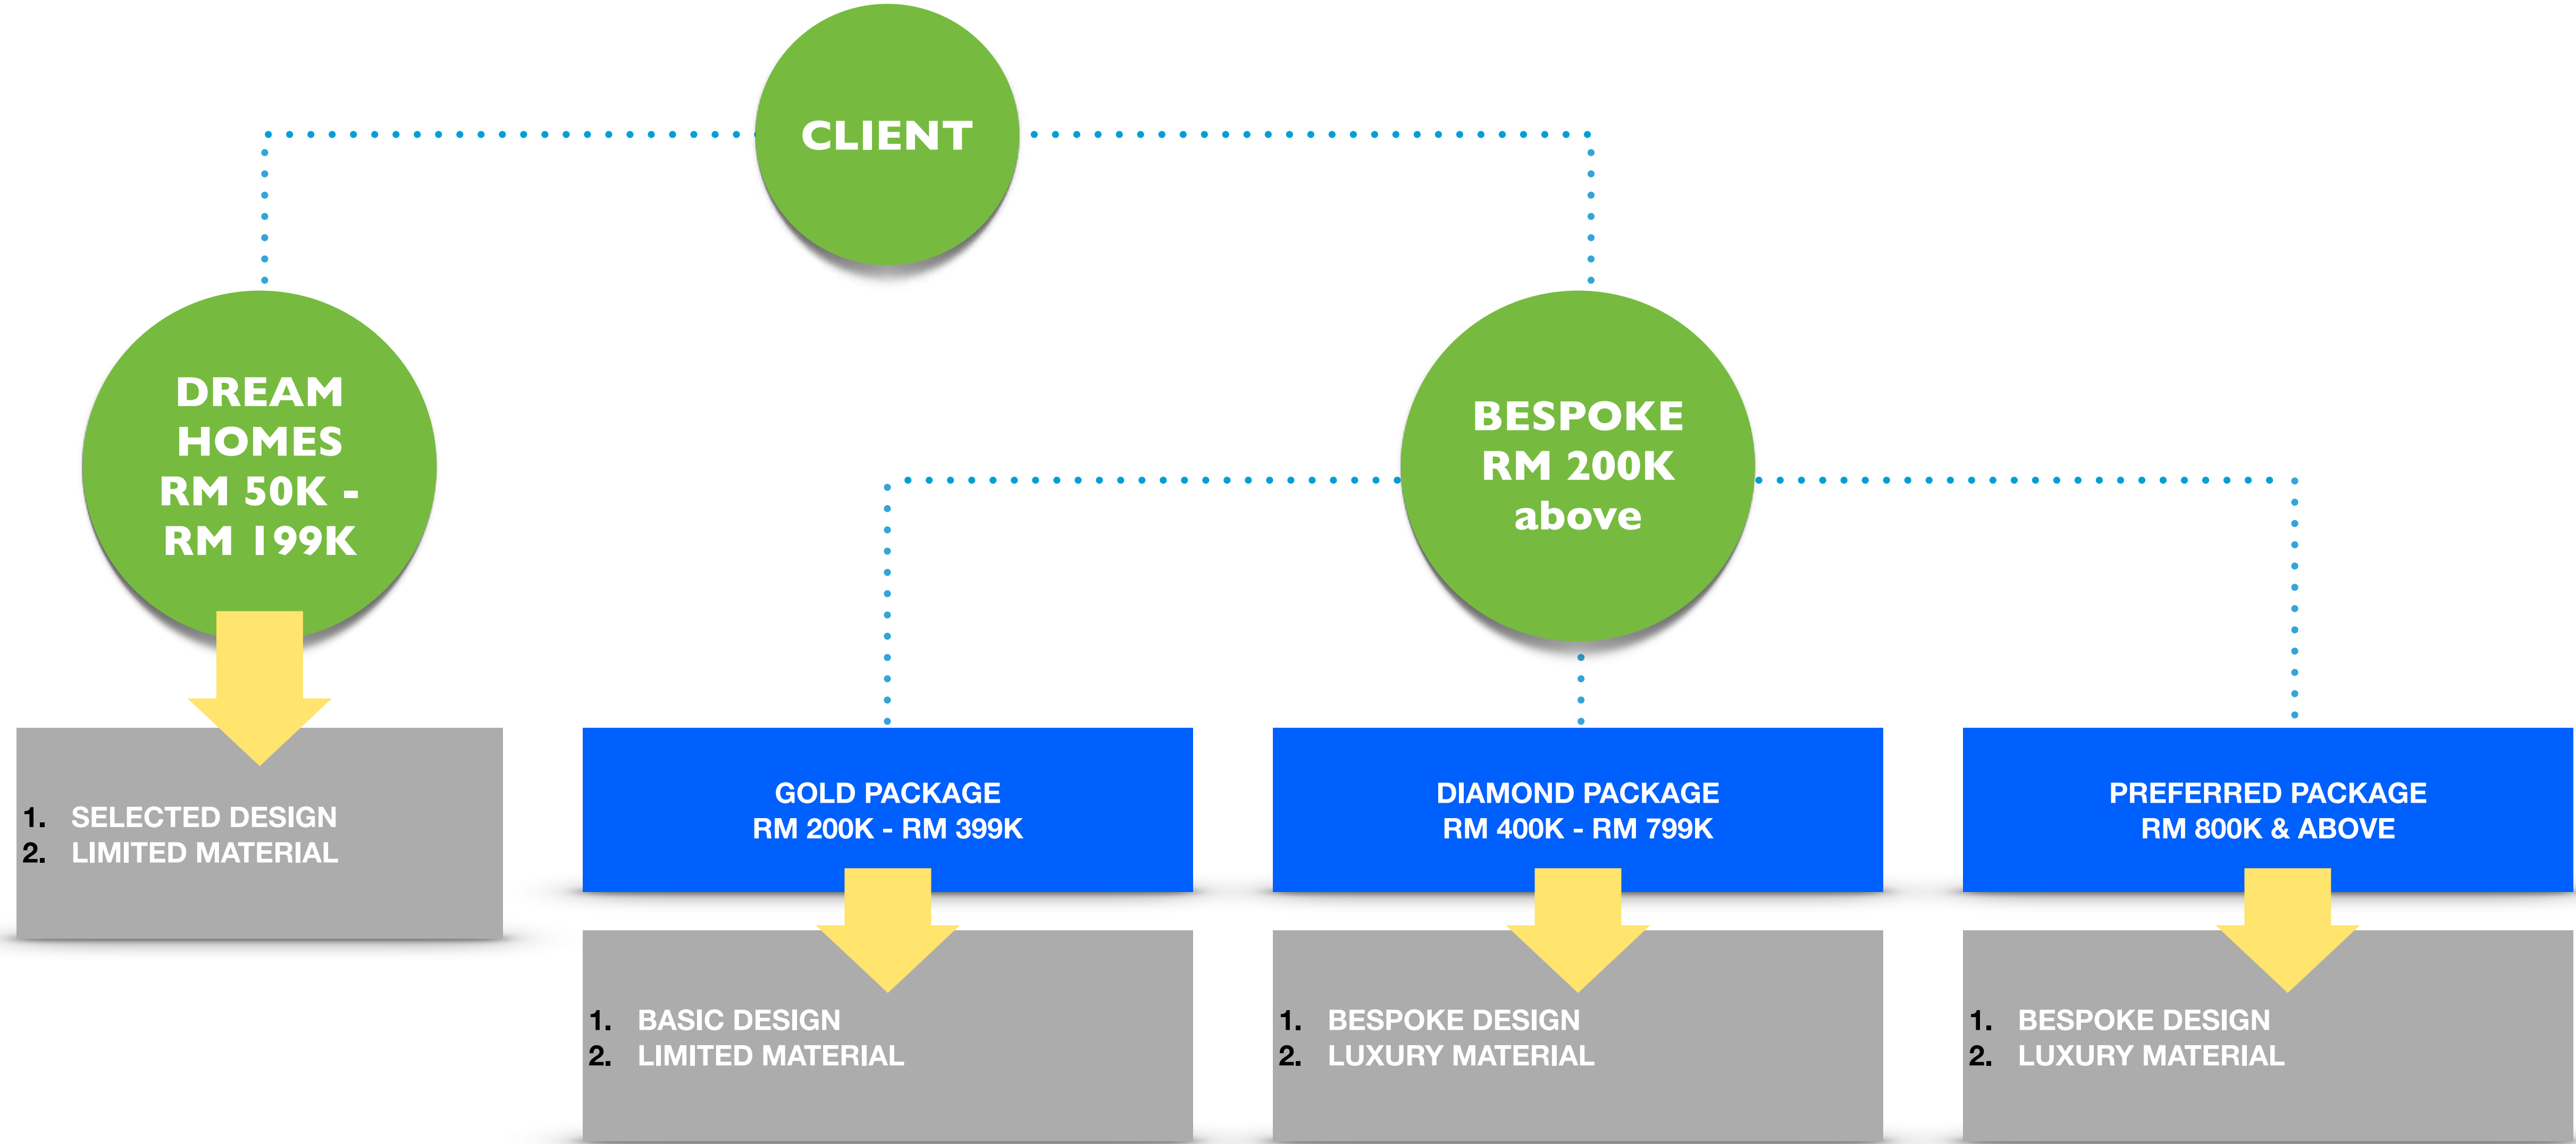 CLIENT
DREAM
HOMES
RM 50K -
RM 199K
BESPOKE
RM 200K
above
1. SELECTED DESIGN
2. LIMITED MATERIAL
GOLD PACKAGE
RM 200K - RM 399K
DIAMOND PACKAGE
RM 400K - RM 799K
PREFERRED PACKAGE
RM 800K & ABOVE
1. BASIC DESIGN
2. LIMITED MATERIAL
1. BESPOKE DESIGN
2. LUXURY MATERIAL
1. BESPOKE DESIGN
2. LUXURY MATERIAL